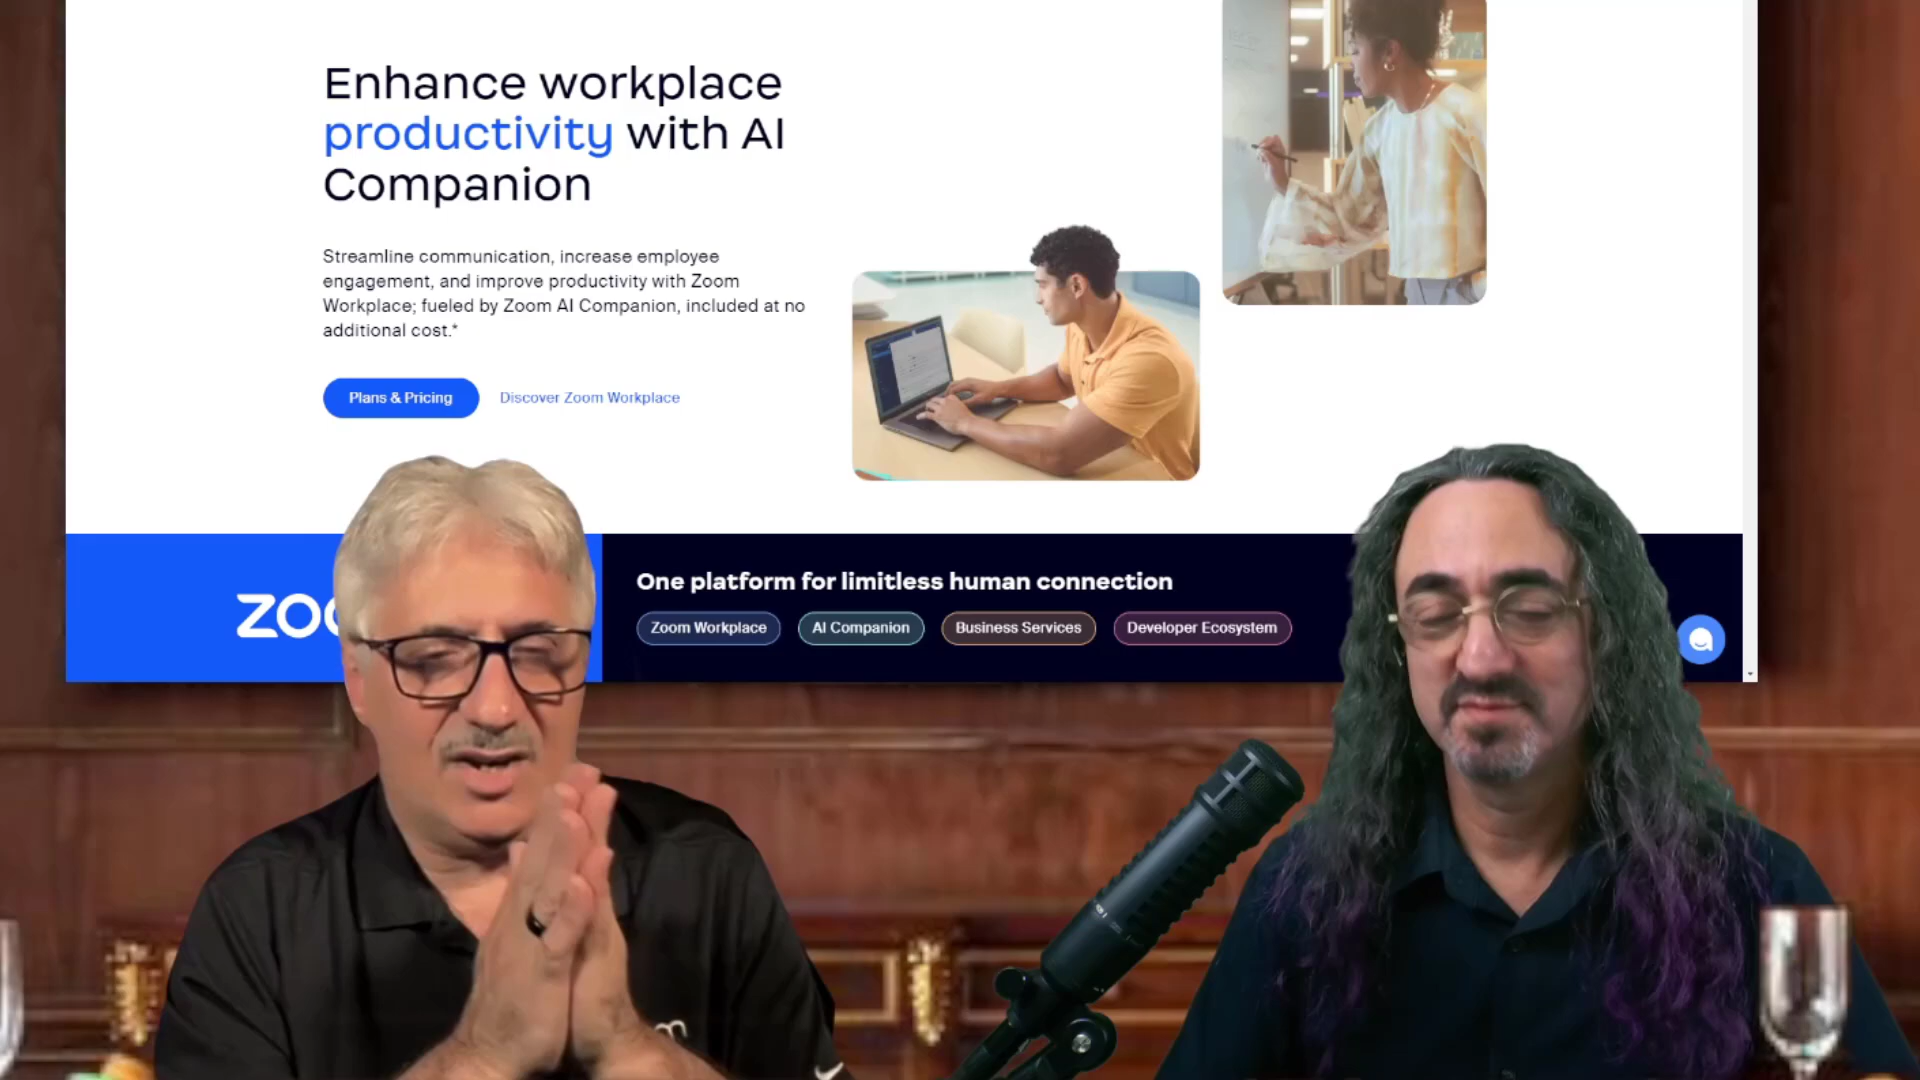 Enhance workplace
productivity with AI
Companion
Streamline communication, increase employee
engagement, and improve productivity with Zoom
Workplace; fueled by Zoom AI Companion, included at no
additional cost.*
Plans & Pricing
Discover Zoom Workplace
One platform for limitless human connection
Zoom Workplace
AI Companion
Business Services
Developer Ecosystem